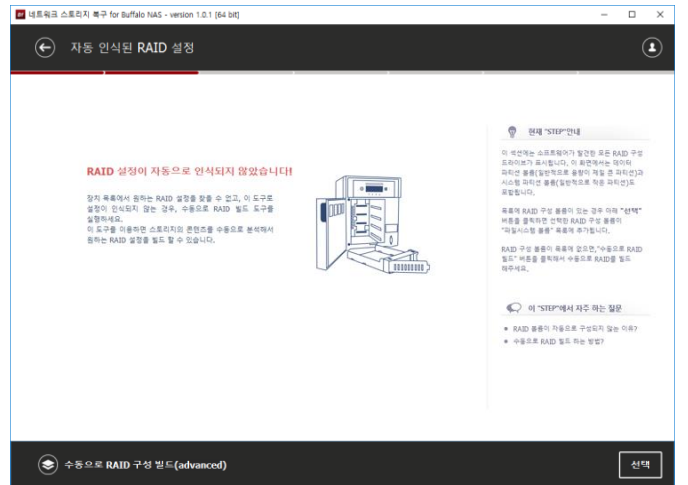 네트워크 스토리지 복구 for Buffalo NAS - version 1.0.1 [64 bit]
자동 인식된 RAID 설정
RAID 설정이 자동으로 인식되지 않았습니다!
장치 목록에서 원하는 RAID 설정을 찾을 수 없고, 이 도구로
설정이 인식되지 않는 경우, 수동으로 RAID 빌드 도구를
실행하세요.
이 도구를 이용하면 스토리지의 콘텐츠를 수동으로 분석해서
원하는 RAID 설정을 빌드 할 수 있습니다.
현재 "STEP"안내
이 섹션에는 소프트웨어가 발견한 모든 RAID 구성
드라이브가 표시됩니다. 이 화면에서는 데이터
파티션 볼륨(일반적으로 용량이 제일 큰 파티션)과
시스템 파티션 볼륨(일반적으로 작은 파티션)도
포함됩니다.
목록에 RAID 구성 볼륨이 있는 경우 아래 "선택"
버튼을 클릭하면 선택한 RAID 구성 볼륨이
"파일시스템 볼륨" 목록에 추가됩니다.
RAID 구성 볼륨이 목록에 없으면,"수동으로 RAID
빌드" 버튼을 클릭해서 수동으로 RAID를 빌드
해주세요.
이 "STEP"에서 자주 하는 질문
RAID 볼륨이 자동으로 구성되지 않는 이유?
수동으로 RAID 빌드 하는 방법?
수동으로 RAID 구성 빌드(advanced)
선택